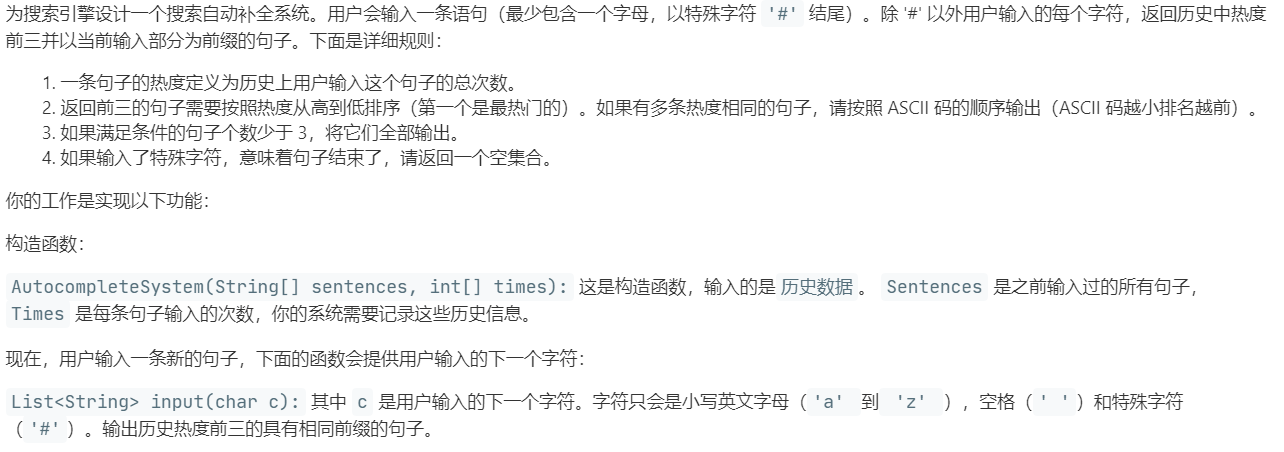 为搜索引擎设计一个搜索自动补全系统。用户会输入一条语句（最少包含一个字母，以特殊字符 '#' 结尾）。除 '#' 以外用户输入的每个字符，返回历史中热度
前三并以当前输入部分为前缀的句子。下面是详细规则：
1. 一条句子的热度定义为历史上用户输入这个句子的总次数。
2. 返回前三的句子需要按照热度从高到低排序（第一个是最热门的）。如果有多条热度相同的句子，请按照 ASCII 码的顺序输出（ASCII 码越小排名越前）。
3. 如果满足条件的句子个数少于 3，将它们全部输出。
4. 如果输入了特殊字符，意味着句子结束了，请返回一个空集合。
你的工作是实现以下功能：
构造函数：
AutocompleteSystem(String[] sentences, int[] times): 这是构造函数，输入的是历史数据。 Sentences 是之前输入过的所有句子，
Times 是每条句子输入的次数，你的系统需要记录这些历史信息。
现在，用户输入一条新的句子，下面的函数会提供用户输入的下一个字符：
List<String> input(char c): 其中 c 是用户输入的下一个字符。字符只会是小写英文字母（'a' 到 'z' ），空格（' '）和特殊字符
（'#'）。输出历史热度前三的具有相同前缀的句子。